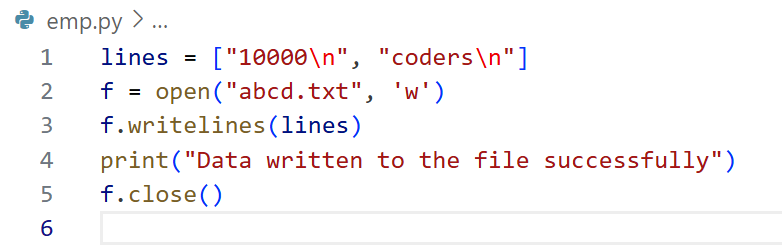 emp.py > ...
1 lines = ["10000\n", "coders\n"]
2 f = open("abcd.txt", 'w')
3 f.writelines(lines)
4 print("Data written to the file successfully")
5 f.close()
6